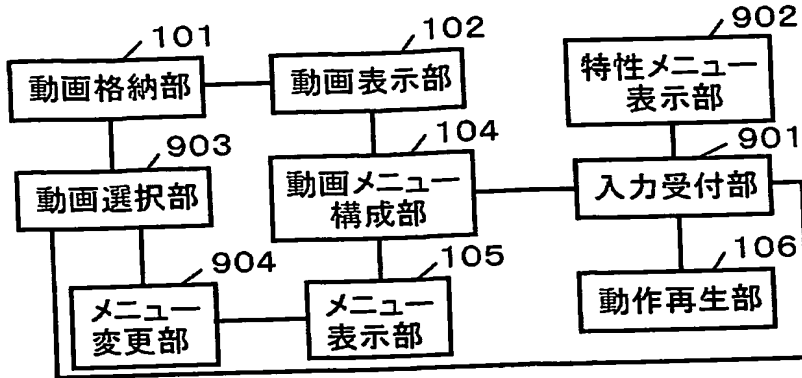 101
動画格納部
102
動画表示部
902
特性メニュー
表示部
903
動画選択部
104
動画メニュー
構成部
901
入力受付部
904
メニュー
変更部
105
メニュー
表示部
106
動作再生部